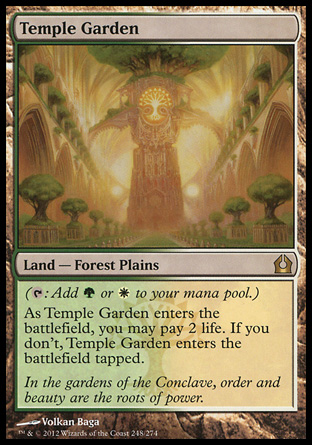 Temple Garden
Land — Forest Plains
(: Add or to your mana pool.)
As Temple Garden enters the
battlefield, you may pay 2 life. If you
don't, Temple Garden enters the
battlefield tapped.
In the gardens of the Conclave, order and
beauty are the roots of power.
Volkan Baga
™ & © 2012 Wizards of the Coast 248/274